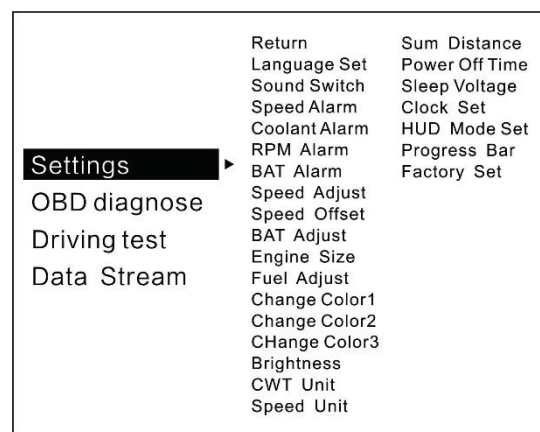 Settings
OBD diagnose
Driving test
Data Stream
Return
Language Set
Sound Switch
Speed Alarm
Coolant Alarm
RPM Alarm
BAT Alarm
Speed Adjust
Speed Offset
BAT Adjust
Engine Size
Fuel Adjust
Change Color1
Change Color2
CHange Color3
Brightness
CWT Unit
Speed Unit
Sum Distance
Power Off Time
Sleep Voltage
Clock Set
HUD Mode Set
Progress Bar
Factory Set